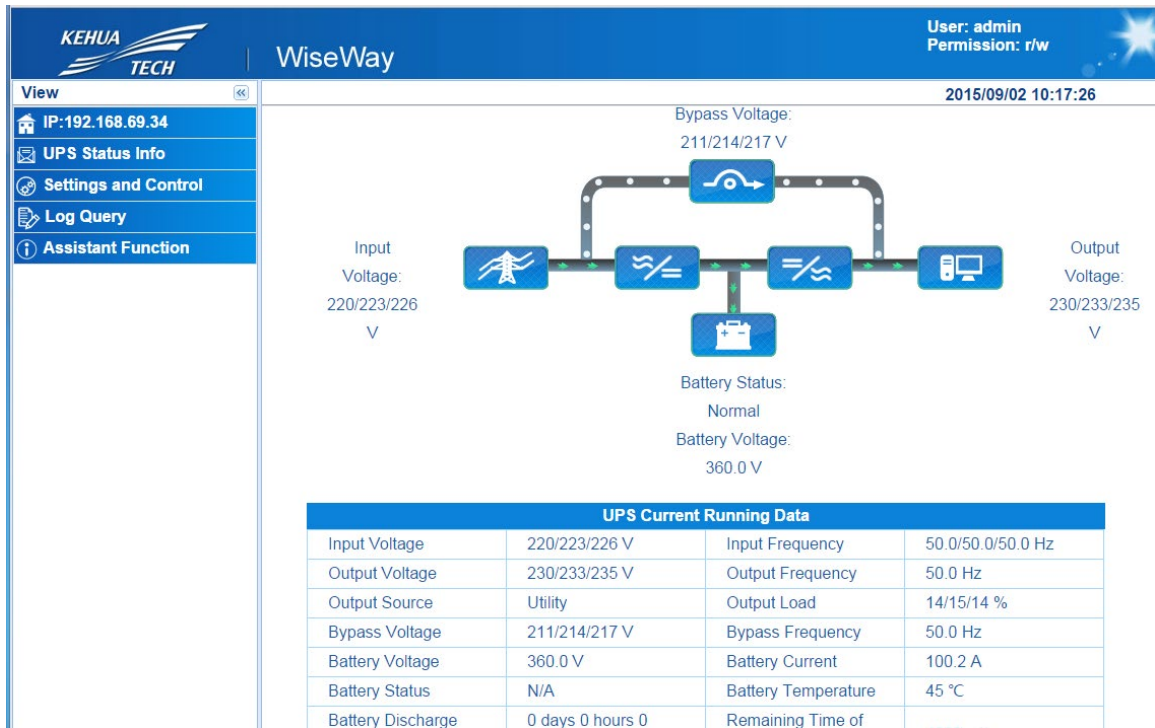 KEHUA
TECH
WiseWay
User: admin
Permission: r/w
View
2015/09/02 10:17:26
IP:192.168.69.34
UPS Status Info
Settings and Control
Log Query
Assistant Function
Bypass Voltage:
211/214/217 V
Input
Voltage:
220/223/226
V
Output
Voltage:
230/233/235
V
Battery Status:
Normal
Battery Voltage:
360.0 V
UPS Current Running Data
Input Voltage 220/223/226 V Input Frequency 50.0/50.0/50.0 Hz
Output Voltage 230/233/235 V Output Frequency 50.0 Hz
Output Source Utility Output Load 14/15/14 %
Bypass Voltage 211/214/217 V Bypass Frequency 50.0 Hz
Battery Voltage 360.0 V Battery Current 100.2 A
Battery Status N/A Battery Temperature 45 ℃
Battery Discharge 0 days 0 hours 0 Remaining Time of